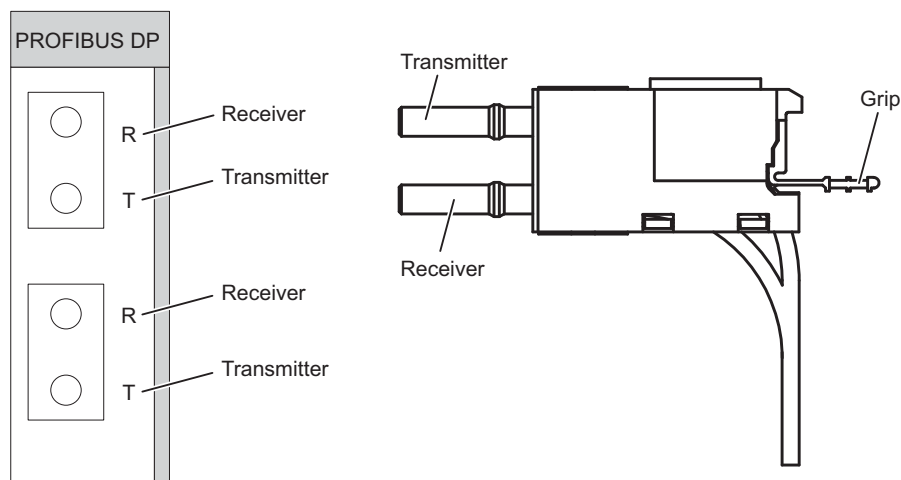 PROFIBUS DP
R
Receiver
T
Transmitter
R
Receiver
T
Transmitter
Transmitter
Grip
Receiver